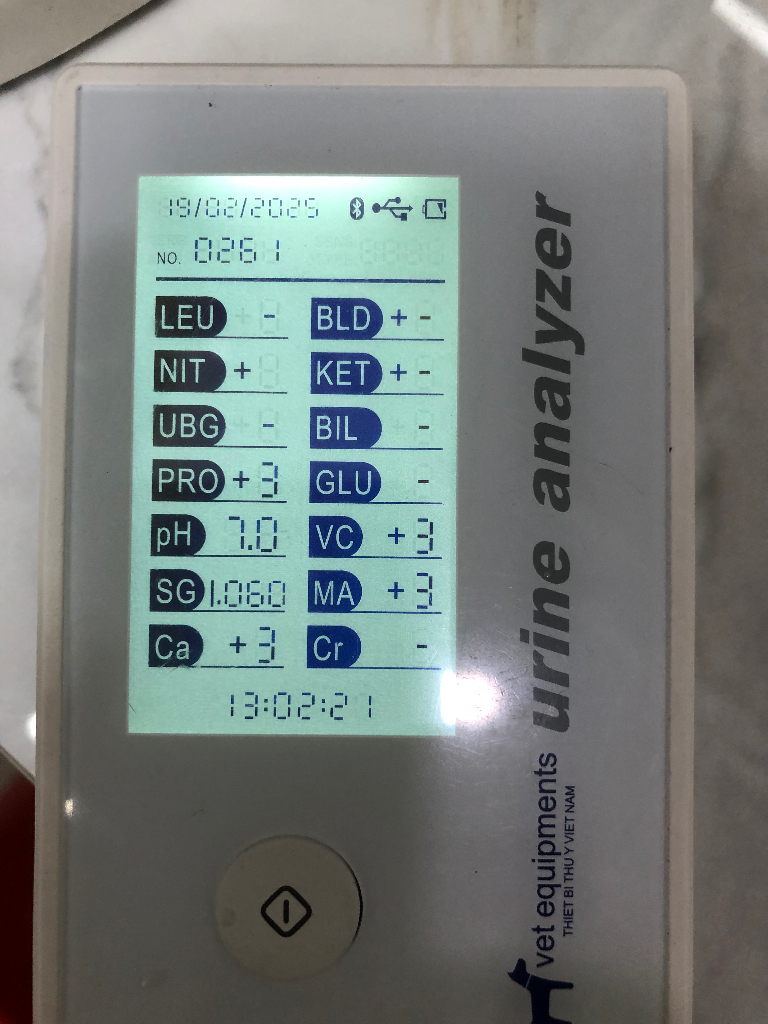 19/02/2025
NO. 0261
LEU - BLD + -
NIT + KET + -
UBG - BIL -
PRO + 3 GLU -
pH 7.0 VC + 3
SG 1.060 MA + 3
Ca + 3 Cr -
13:02:21
urine analyzer
vet equipments
THIET BI THU Y VIET NAM